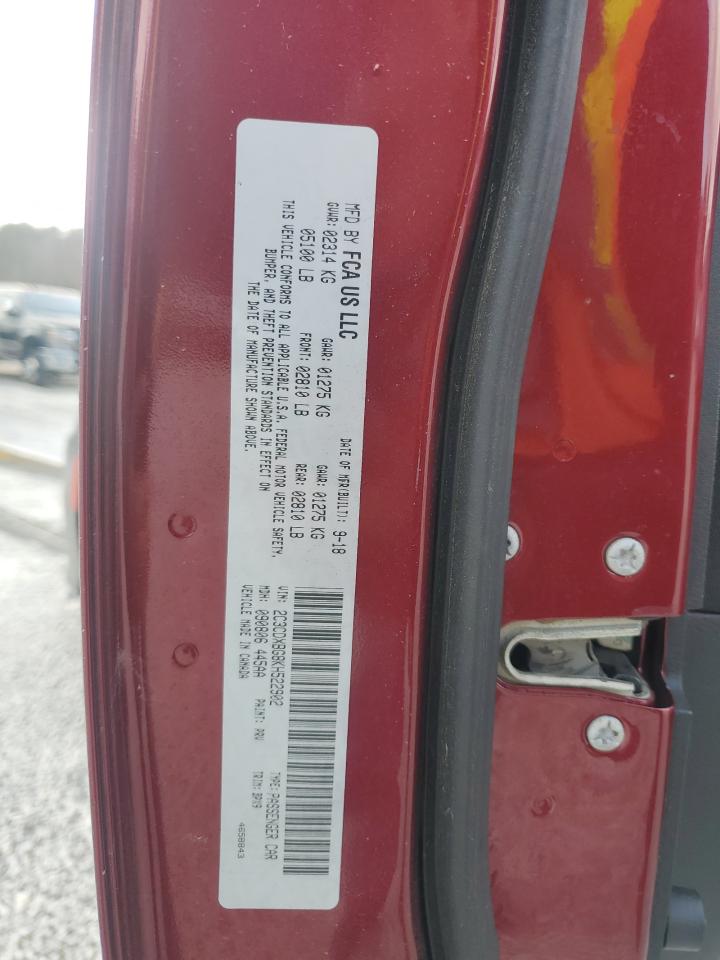 MFD BY FCA US LLC
DATE OF MFR(BUILT): 9-18
GVWR: 02314 KG
GAWR: 01275 KG
GAWR: 01275 KG
05100 LB
FRONT: 02810 LB
REAR: 02810 LB
THIS VEHICLE CONFORMS TO ALL APPLICABLE U.S.A. FEDERAL MOTOR VEHICLE SAFETY,
BUMPER, AND THEFT PREVENTION STANDARDS IN EFFECT ON
THE DATE OF MANUFACTURE SHOWN ABOVE.
VIN: 2C3CDXBG8KH522902
TYPE: PASSENGER CAR
MDH: 090806 445AA
PAINT: PRV
TRIM: BPX9
VEHICLE MADE IN CANADA
4658843